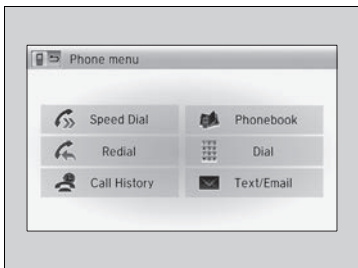 Phone menu
Speed Dial
Phonebook
Redial
Dial
Call History
Text/Email